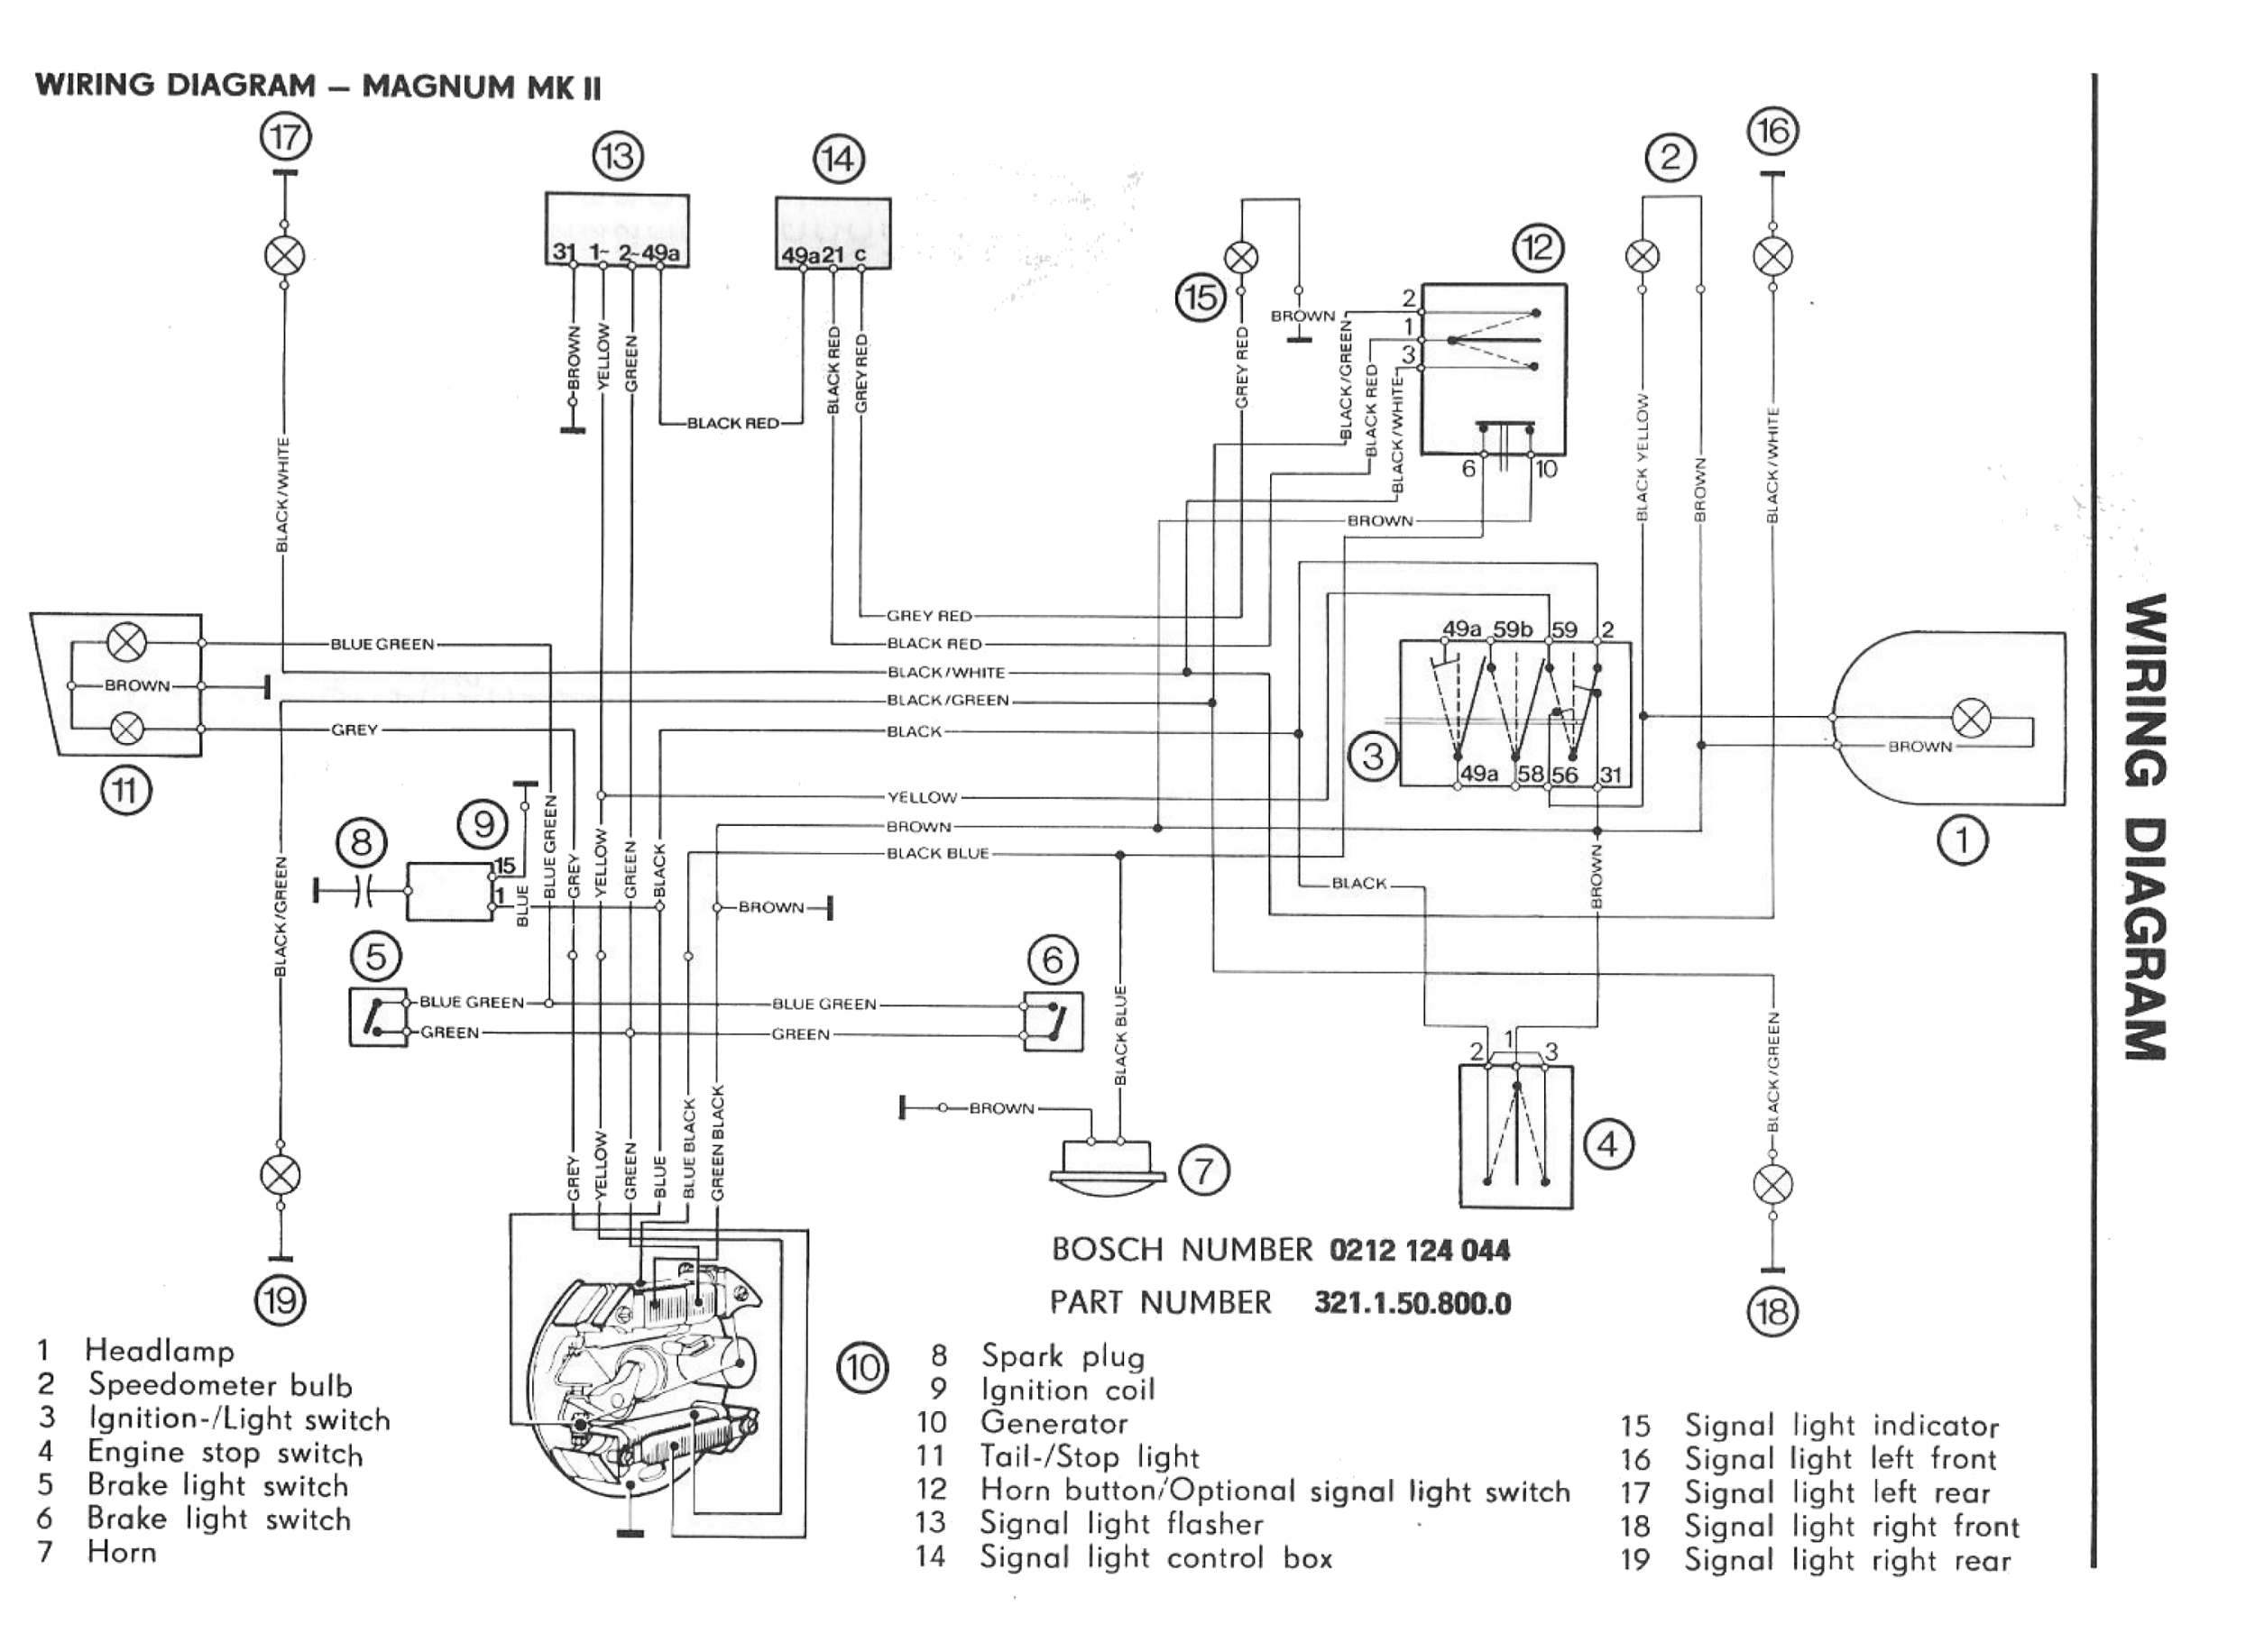 WIRING DIAGRAM – MAGNUM MK II
17
13
14
16
2
31 1~ 2~ 49a
49a 21 c
12
15
BROWN
2
1
3
BROWN
YELLOW
GREEN
BLACK RED
GREY RED
GREY RED
BLACK/GREEN
BLACK RED
BLACK/WHITE
BLACK RED
6
10
BLACK/WHITE
BLACK YELLOW
BROWN
BLACK/WHITE
BROWN
GREY RED
BLACK RED
BLACK/WHITE
BLACK/GREEN
BLACK
YELLOW
BROWN
BLACK BLUE
49a 59b 59 2
3
49a 58 56 31
BLUE GREEN
BROWN
GREY
11
BROWN
1
8
9
15
1
BLUE
BLUE GREEN
GREY
YELLOW
GREEN
BLACK
BLACK/GREEN
BROWN
BLACK
BROWN
5
6
BLUE GREEN
BLUE GREEN
GREEN
GREEN
BLACK BLUE
BROWN
7
2 1 3
4
BLACK/GREEN
GREY
YELLOW
GREEN
BLUE
BLUE BLACK
GREEN BLACK
19
10
18
BOSCH NUMBER 0212 124 044
PART NUMBER 321.1.50.800.0
1 Headlamp
2 Speedometer bulb
3 Ignition-/Light switch
4 Engine stop switch
5 Brake light switch
6 Brake light switch
7 Horn
8 Spark plug
9 Ignition coil
10 Generator
11 Tail-/Stop light
12 Horn button/Optional signal light switch
13 Signal light flasher
14 Signal light control box
15 Signal light indicator
16 Signal light left front
17 Signal light left rear
18 Signal light right front
19 Signal light right rear
WIRING DIAGRAM